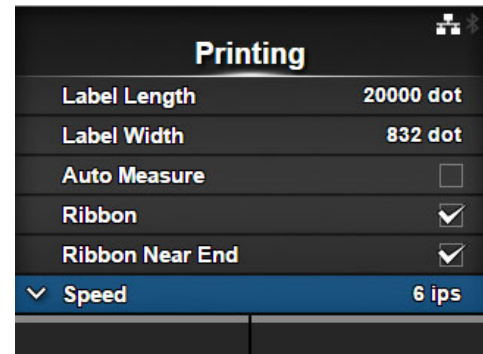 Printing
Label Length 20000 dot
Label Width 832 dot
Auto Measure
Ribbon
Ribbon Near End
Speed 6 ips